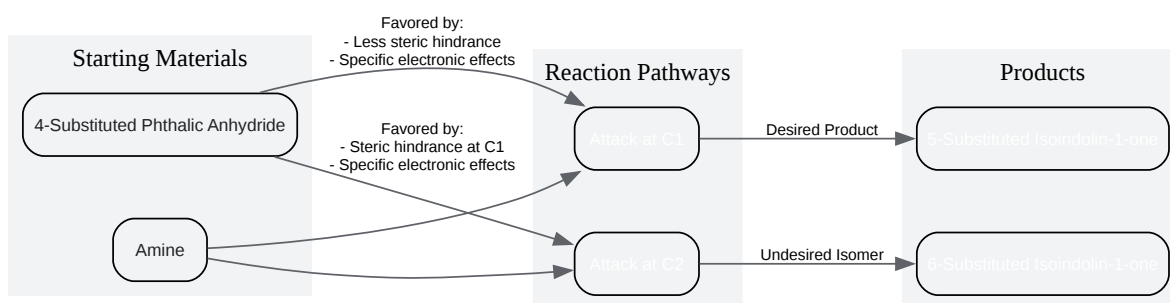 Favored by:
- Less steric hindrance
- Specific electronic effects
Starting Materials
Reaction Pathways
Products
4-Substituted Phthalic Anhydride
Attack at C1
Desired Product
5-Substituted Isoindolin-1-one
Favored by:
- Steric hindrance at C1
- Specific electronic effects
Amine
Attack at C2
Undesired Isomer
6-Substituted Isoindolin-1-one